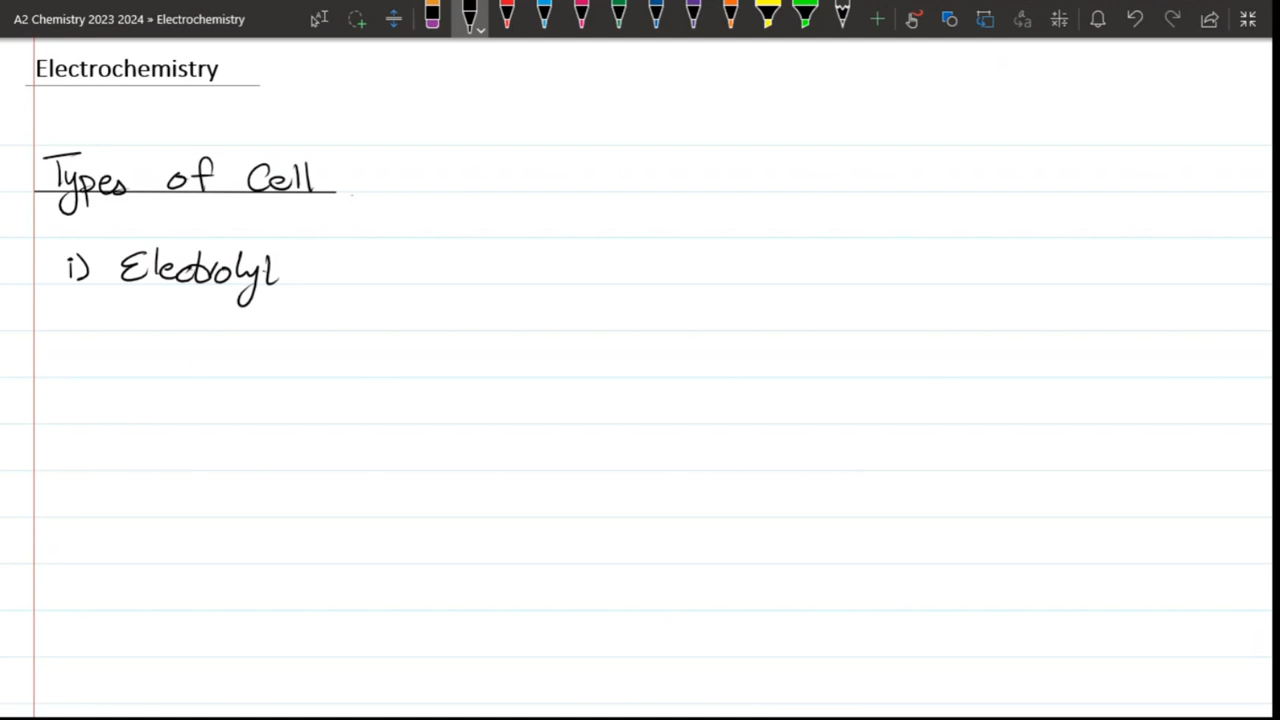 A2 Chemistry 2023 2024 » Electrochemistry
Electrochemistry
Types of Cell
i) Electrolyt